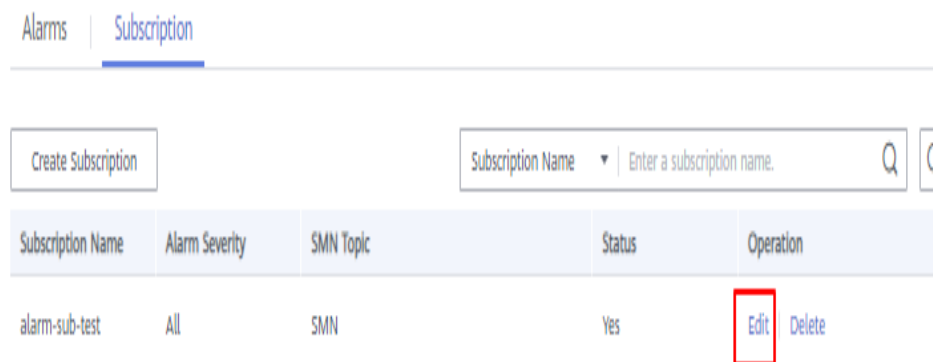 Alarms Subscription
Create Subscription Subscription Name Enter a subscription name.
Subscription Name Alarm Severity SMN Topic Status Operation
alarm-sub-test All SMN Yes Edit Delete